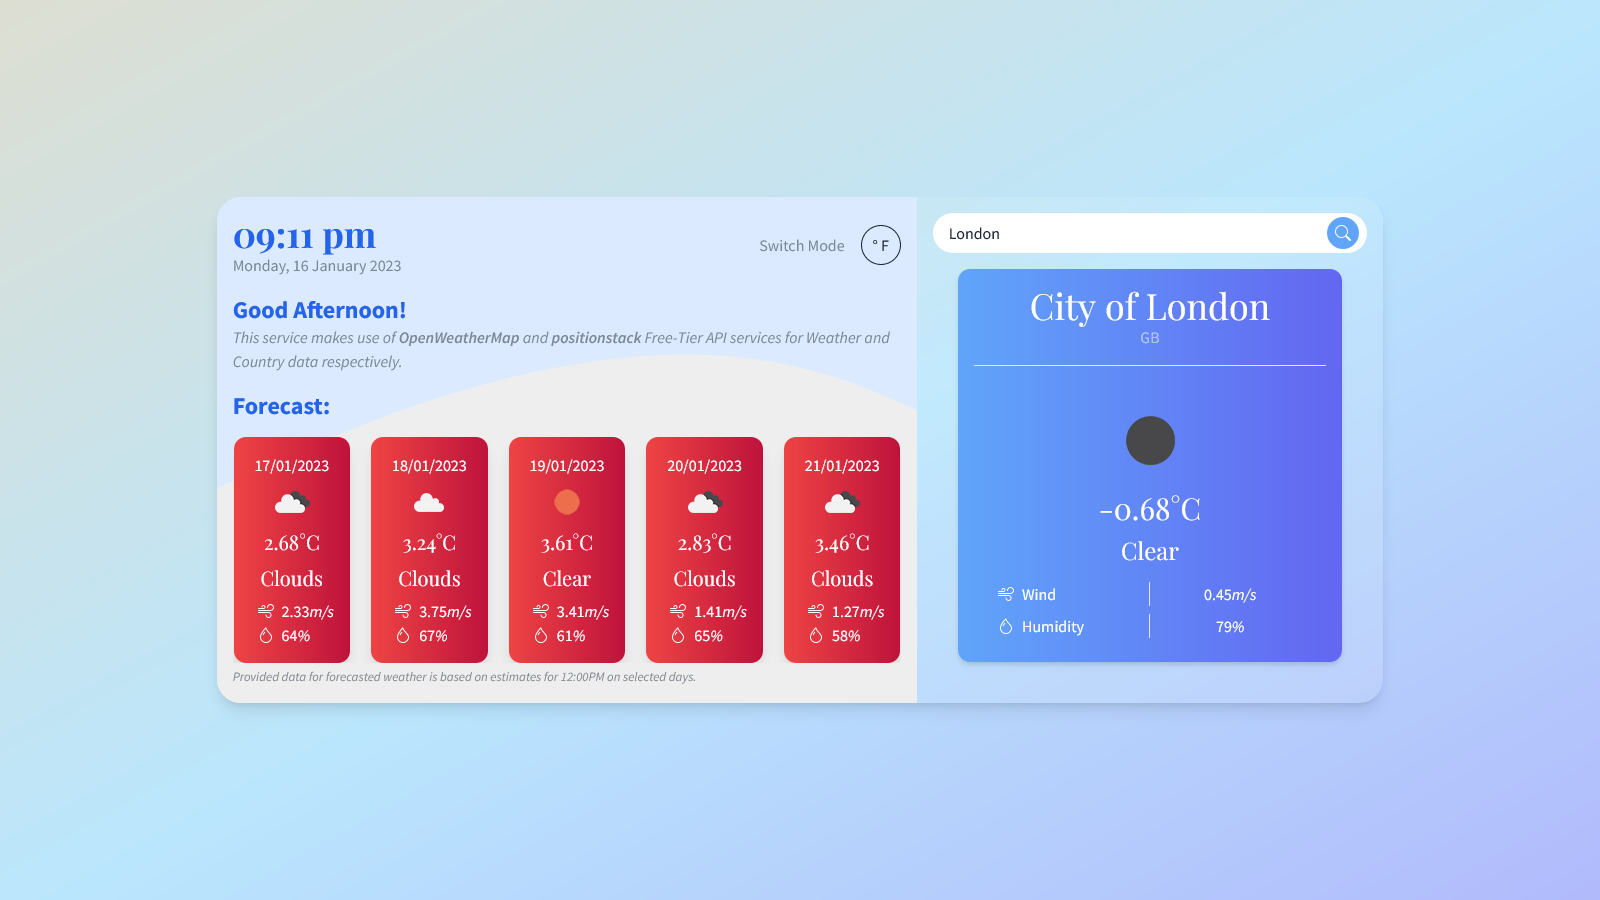 09:11 pm
Monday, 16 January 2023
Switch Mode
° F
Good Afternoon!
This service makes use of OpenWeatherMap and positionstack Free-Tier API services for Weather and
Country data respectively.
Forecast:
17/01/2023
2.68°C
Clouds
2.33m/s
64%
18/01/2023
3.24°C
Clouds
3.75m/s
67%
19/01/2023
3.61°C
Clear
3.41m/s
61%
20/01/2023
2.83°C
Clouds
1.41m/s
65%
21/01/2023
3.46°C
Clouds
1.27m/s
58%
Provided data for forecasted weather is based on estimates for 12:00PM on selected days.
London
City of London
GB
-0.68°C
Clear
Wind 0.45m/s
Humidity 79%